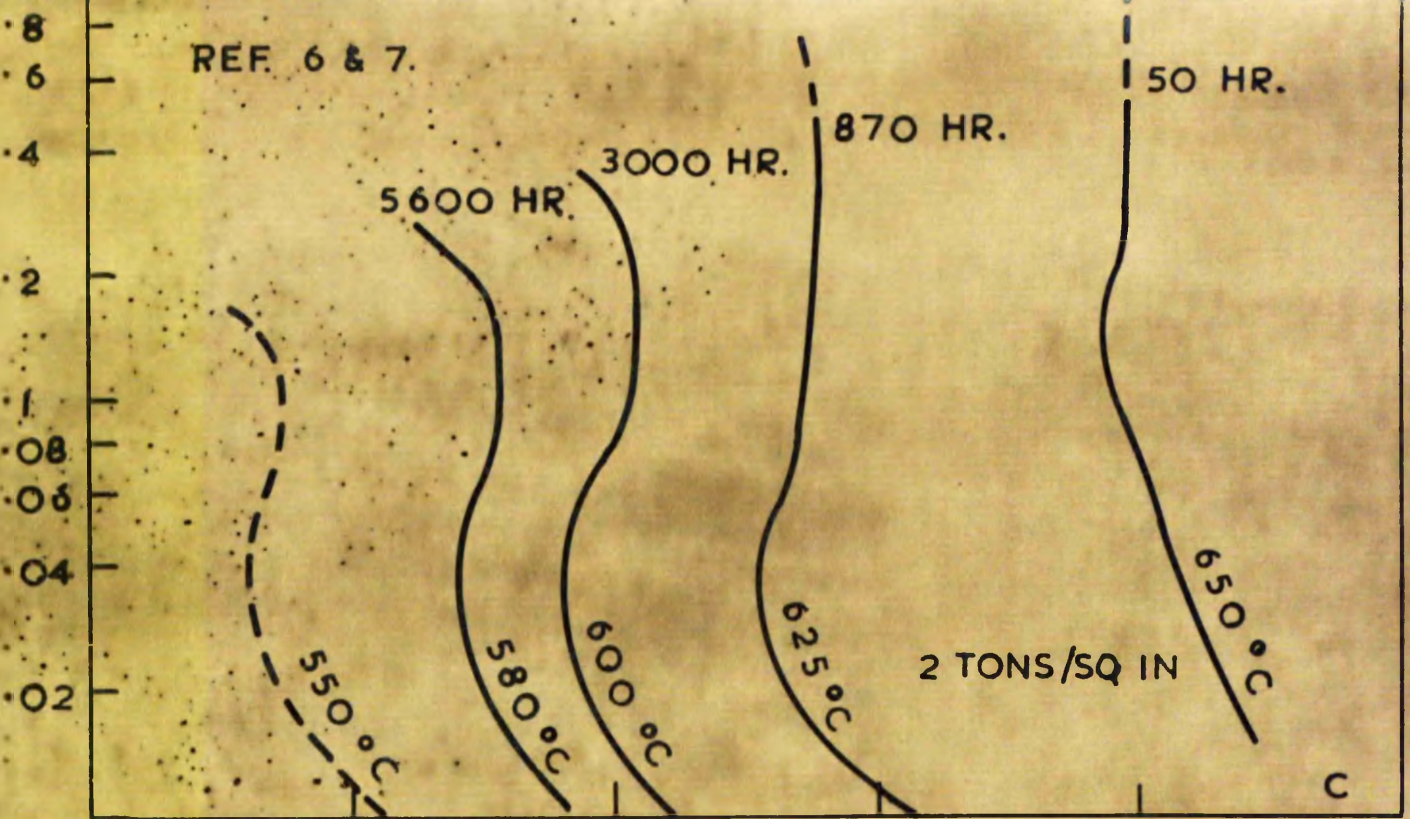 ·8
REF. 6 & 7.
·6
50 HR.
870 HR.
·4
3000 HR.
5600 HR.
·2
·1
·08
·06
·04
650 °C
625°C
600 °C
580°C
550 °C
2 TONS/SQ IN
·02
C